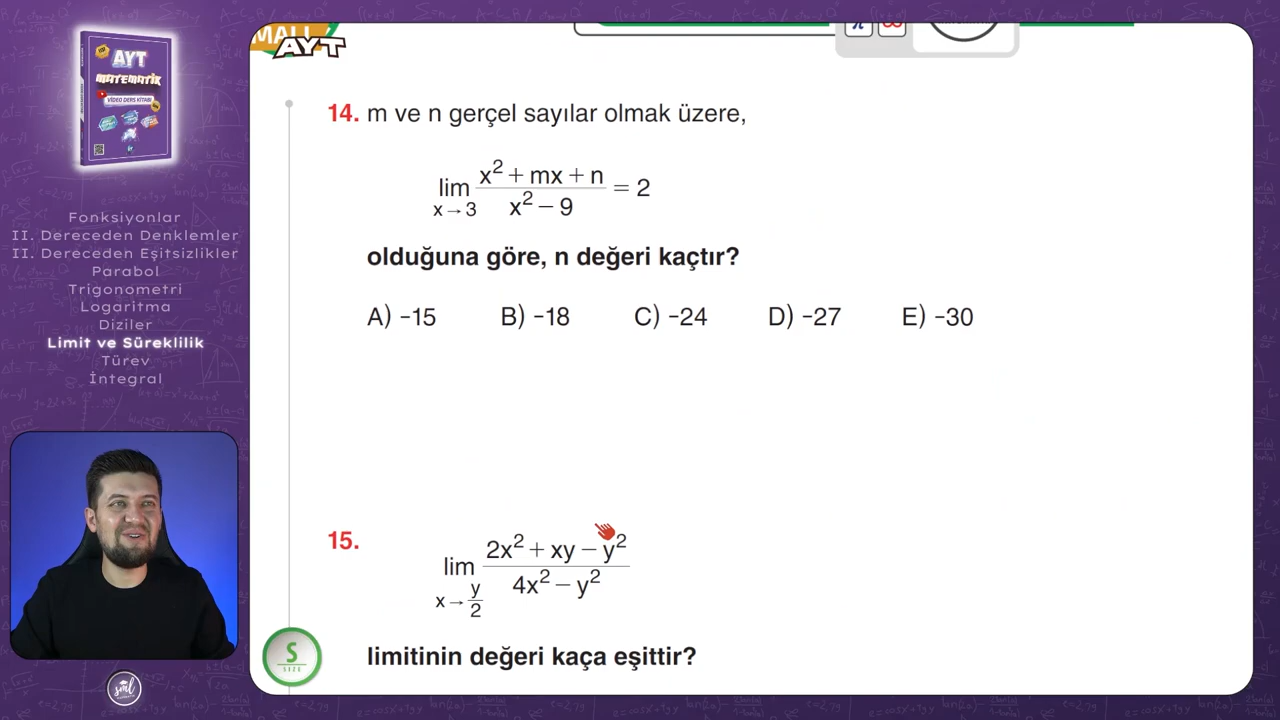 MALI
AYT
AYT
MATEMATİK
VİDEO DERS KİTABI
Fonksiyonlar
II. Dereceden Denklemler
II. Dereceden Eşitsizlikler
Parabol
Trigonometri
Logaritma
Diziler
Limit ve Süreklilik
Türev
İntegral
sml
π ∞
14. m ve n gerçel sayılar olmak üzere,
lim x→3 (x² + mx + n)/(x² − 9) = 2
olduğuna göre, n değeri kaçtır?
A) -15 B) -18 C) -24 D) -27 E) -30
15. lim x→y/2 (2x² + xy − y²)/(4x² − y²)
limitinin değeri kaça eşittir?
S
SIZE